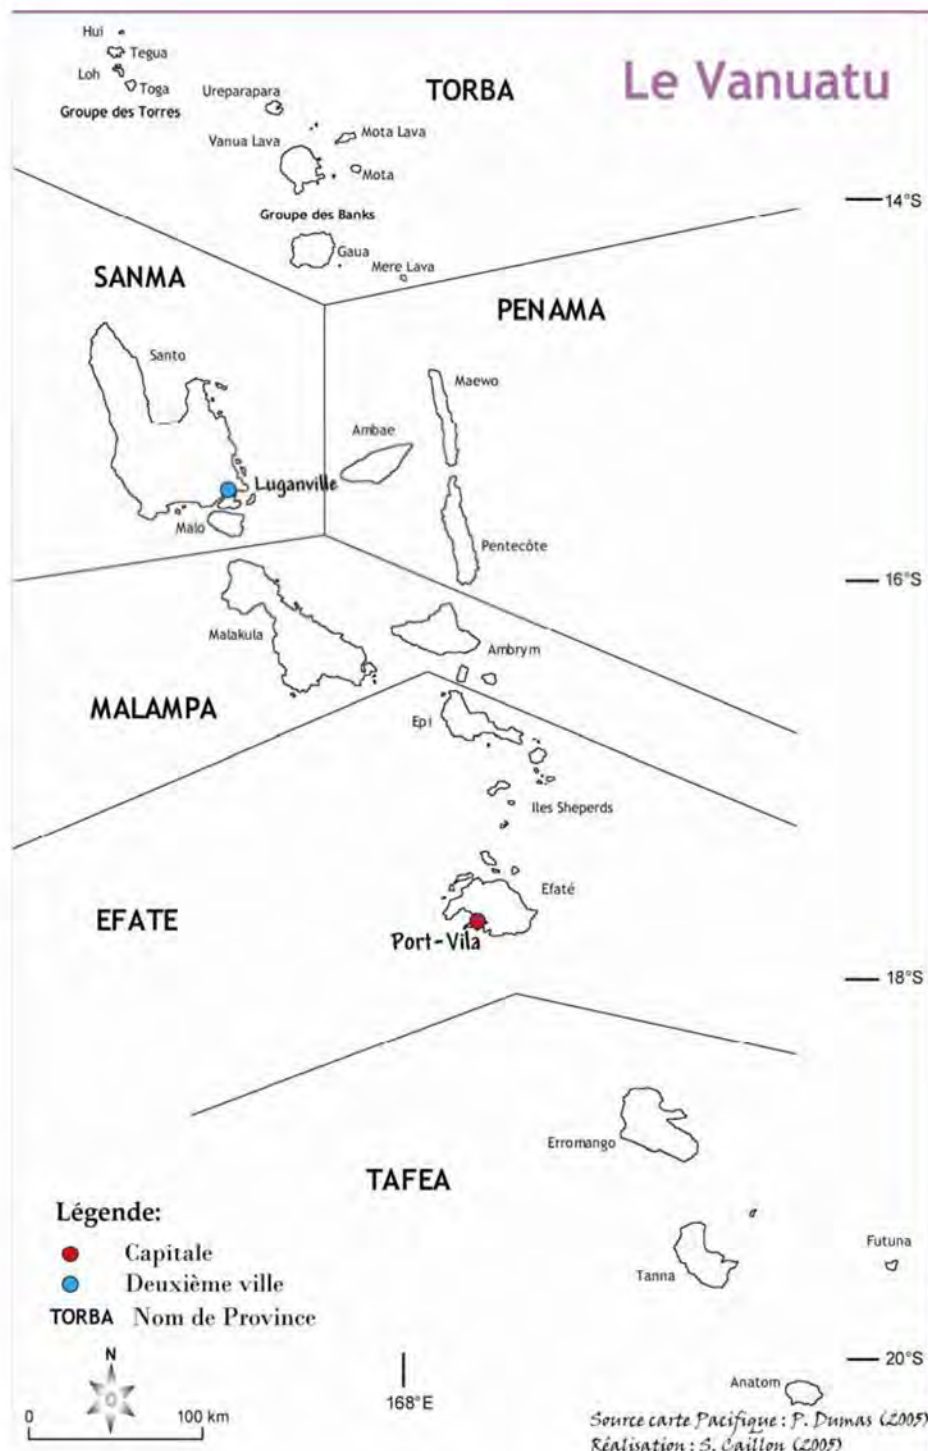 Le Vanuatu
Hui
Tegua
Loh
Toga
Groupe des Torres
Ureparapara
TORBA
Vanua Lava
Mota Lava
Mota
14°S
Groupe des Banks
Gaua
Mere Lava
SANMA
PENAMA
Santo
Maewo
Ambae
Luganville
Malo
Pentecôte
16°S
Malakula
Ambrym
MALAMPA
Epi
Iles Sheperds
Efaté
EFATE
Port-Vila
18°S
Erromango
TAFEA
Légende:
Capitale
Deuxième ville
TORBA Nom de Province
Futuna
Tanna
N
168°E
20°S
Anatom
0 100 km
Source carte Pacifique : P. Dumas (2005)
Réalisation : S. Caillon (2005)